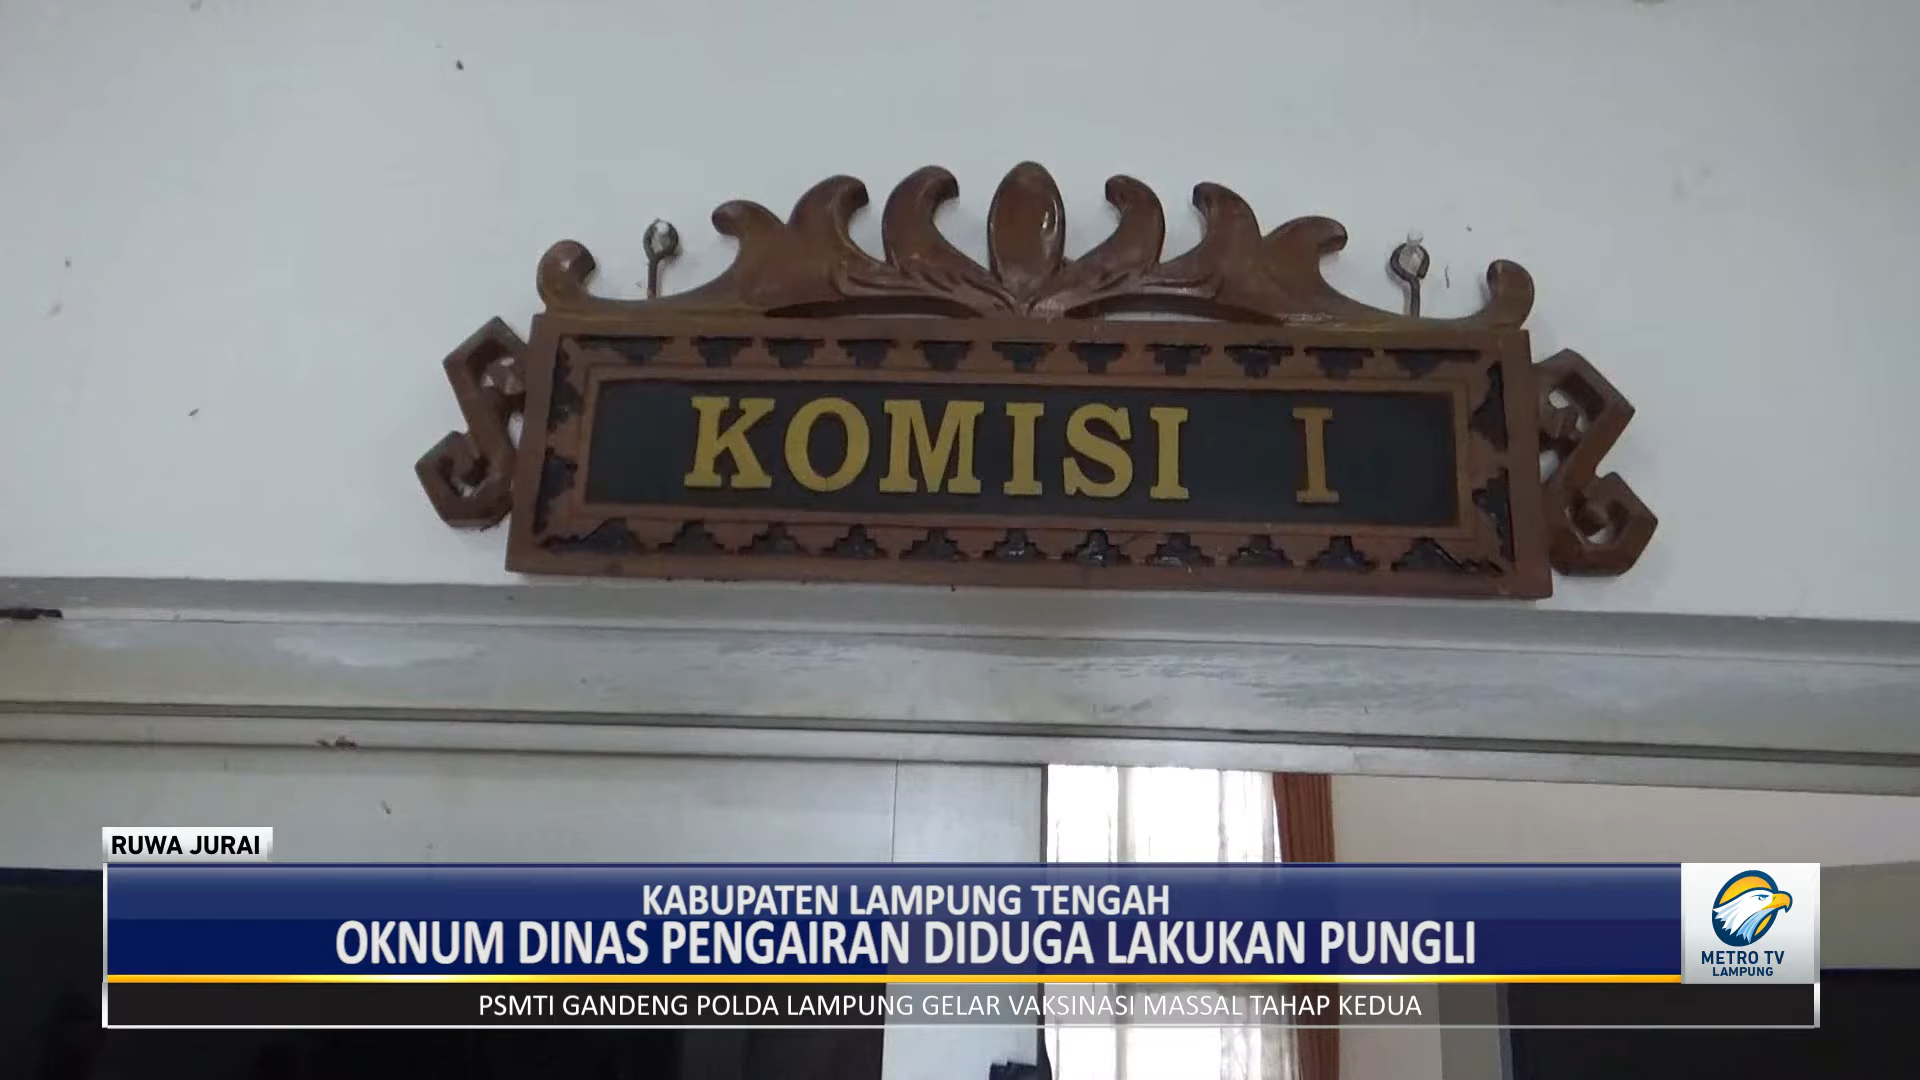 KOMISI I
RUWA JURAI
KABUPATEN LAMPUNG TENGAH
OKNUM DINAS PENGAIRAN DIDUGA LAKUKAN PUNGLI
METRO TV
LAMPUNG
PSMTI GANDENG POLDA LAMPUNG GELAR VAKSINASI MASSAL TAHAP KEDUA